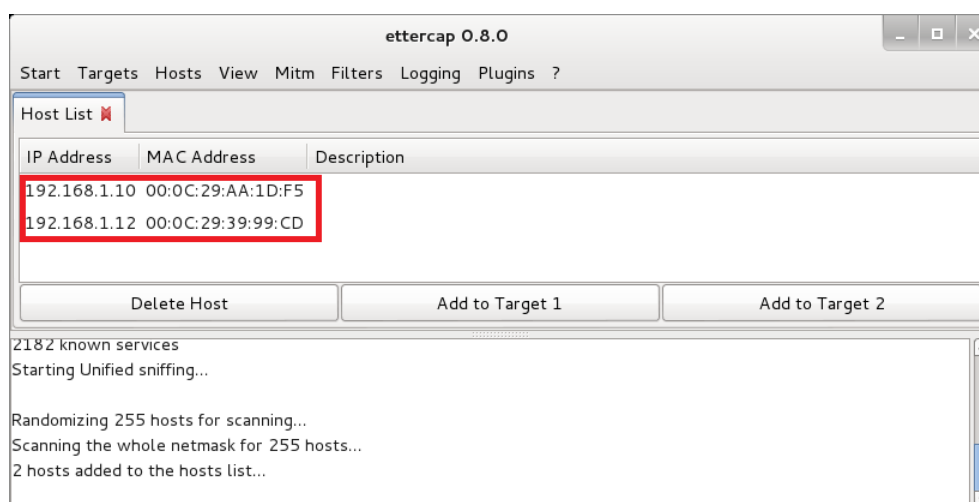 ettercap 0.8.0
Start Targets Hosts View Mitm Filters Logging Plugins ?
Host List
IP Address MAC Address Description
192.168.1.10 00:0C:29:AA:1D:F5
192.168.1.12 00:0C:29:39:99:CD
Delete Host Add to Target 1 Add to Target 2
2182 known services
Starting Unified sniffing...
Randomizing 255 hosts for scanning...
Scanning the whole netmask for 255 hosts...
2 hosts added to the hosts list...